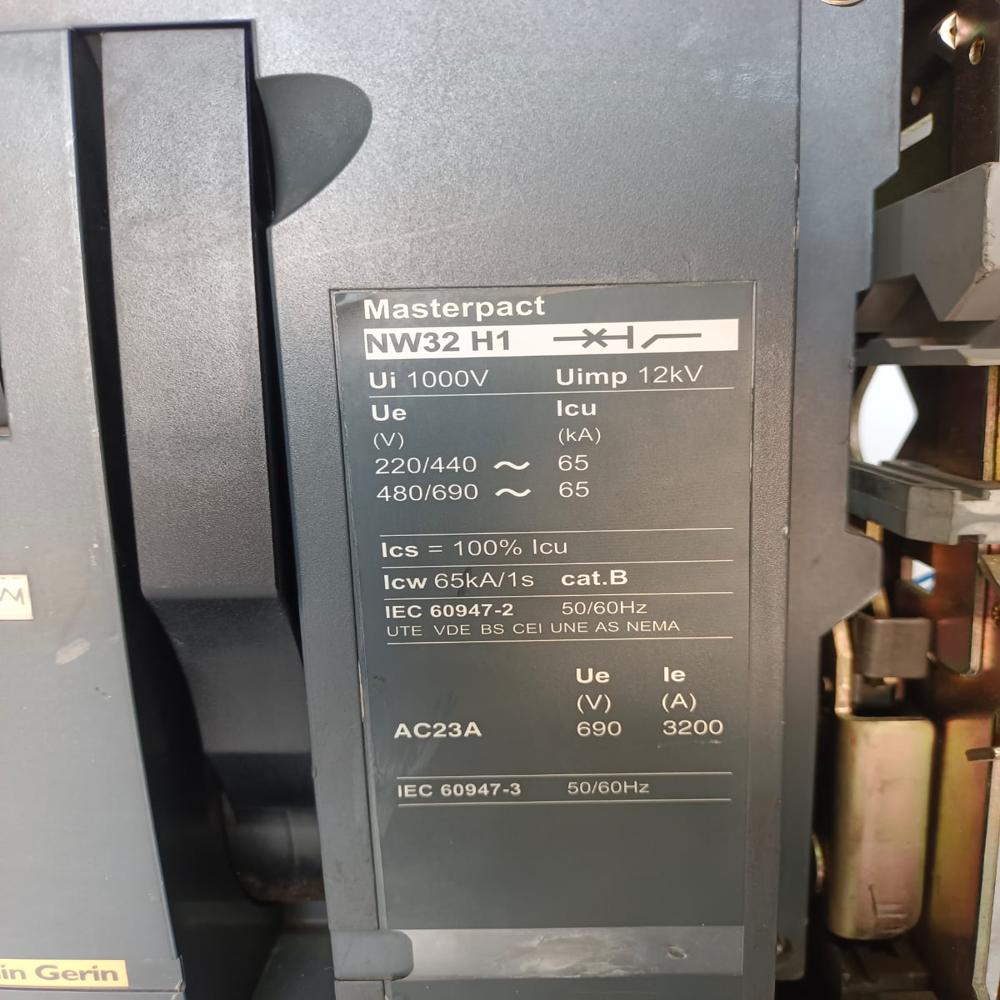 Masterpact
NW32 H1
Ui 1000V Uimp 12kV
Ue Icu
(V) (kA)
220/440 ~ 65
480/690 ~ 65
Ics = 100% Icu
Icw 65kA/1s cat.B
IEC 60947-2 50/60Hz
UTE VDE BS CEI UNE AS NEMA
Ue Ie
(V) (A)
AC23A 690 3200
IEC 60947-3 50/60Hz
in Gerin